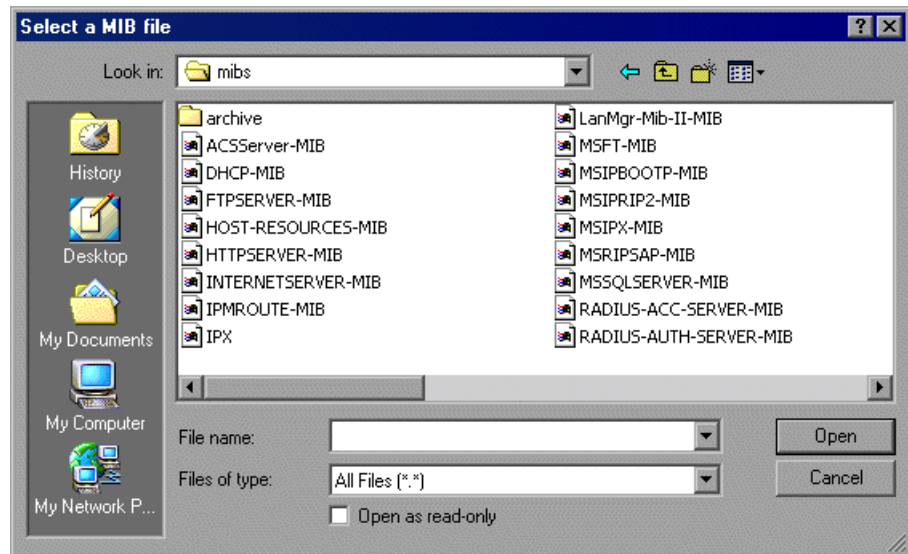 Select a MIB file
Look in: mibs
History
Desktop
My Documents
My Computer
My Network P...
archive
ACSServer-MIB
DHCP-MIB
FTPSERVER-MIB
HOST-RESOURCES-MIB
HTTPSERVER-MIB
INTERNETSERVER-MIB
IPMROUTE-MIB
IPX
LanMgr-Mib-II-MIB
MSFT-MIB
MSIPBOOTP-MIB
MSIPRIP2-MIB
MSIPX-MIB
MSRIPSAP-MIB
MSSQLSERVER-MIB
RADIUS-ACC-SERVER-MIB
RADIUS-AUTH-SERVER-MIB
File name:
Open
Files of type: All Files (*.*)
Cancel
Open as read-only